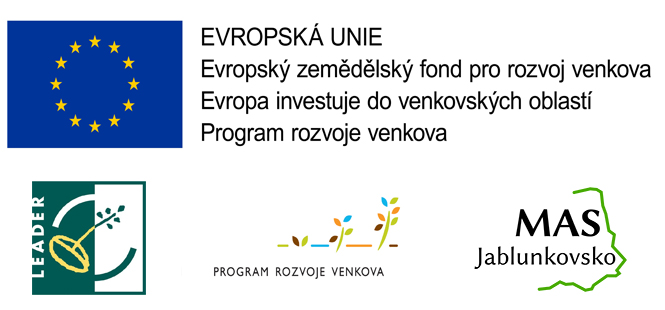 EVROPSKÁ UNIE
Evropský zemědělský fond pro rozvoj venkova
Evropa investuje do venkovských oblastí
Program rozvoje venkova
LEADER
PROGRAM ROZVOJE VENKOVA
MAS
Jablunkovsko